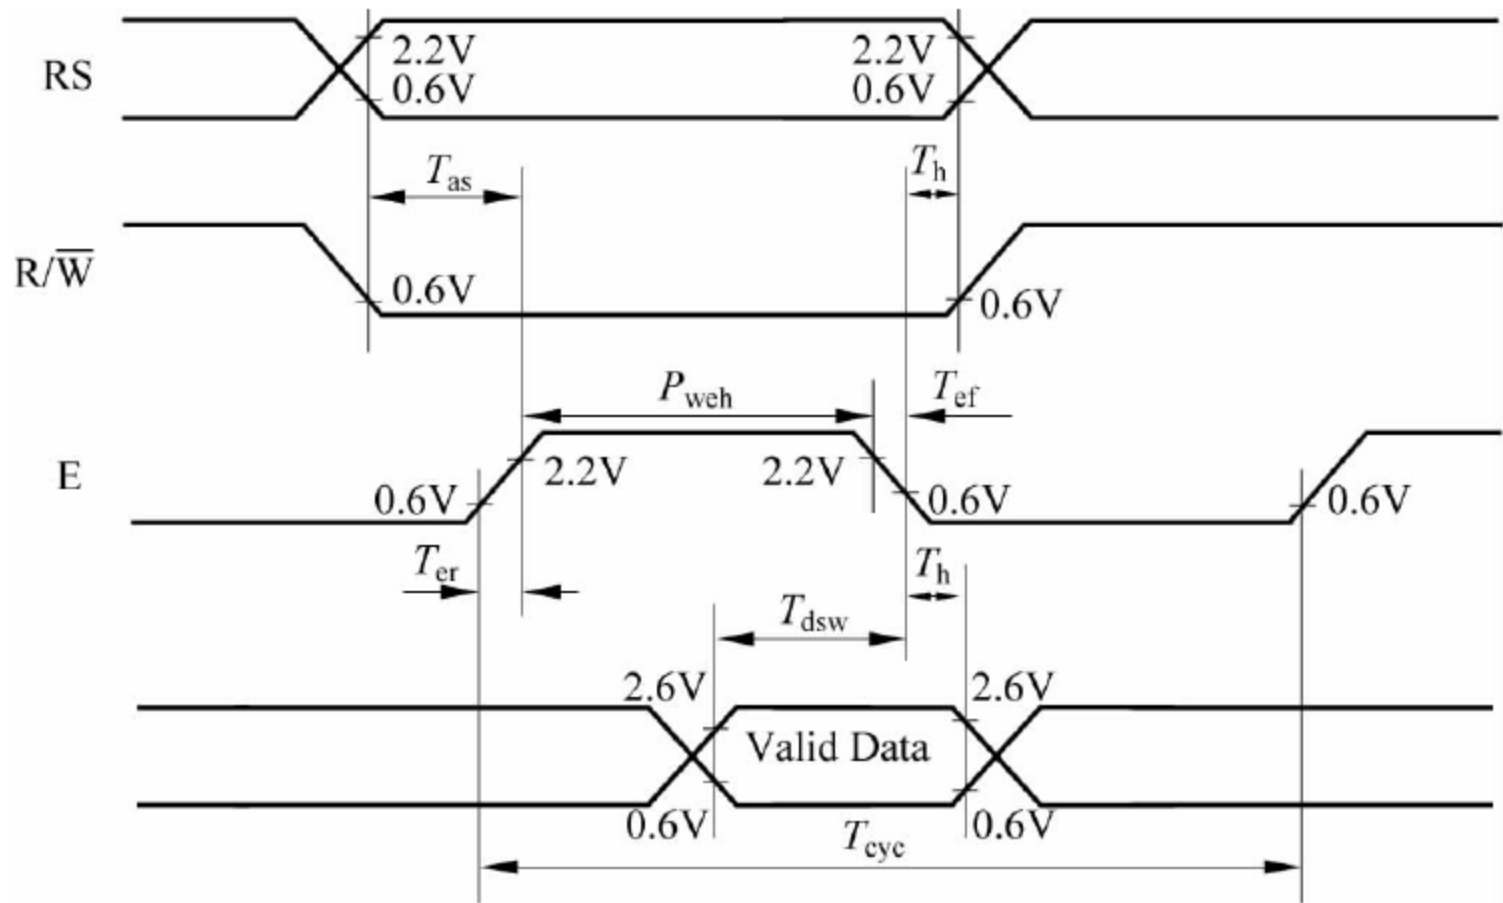 2.2V 2.2V
RS
0.6V 0.6V
Tas Th
R/W̅
0.6V 0.6V
Pweh Tef
E
2.2V 2.2V
0.6V 0.6V 0.6V
Ter Th
Tdsw
2.6V 2.6V
Valid Data
0.6V 0.6V
Tcyc